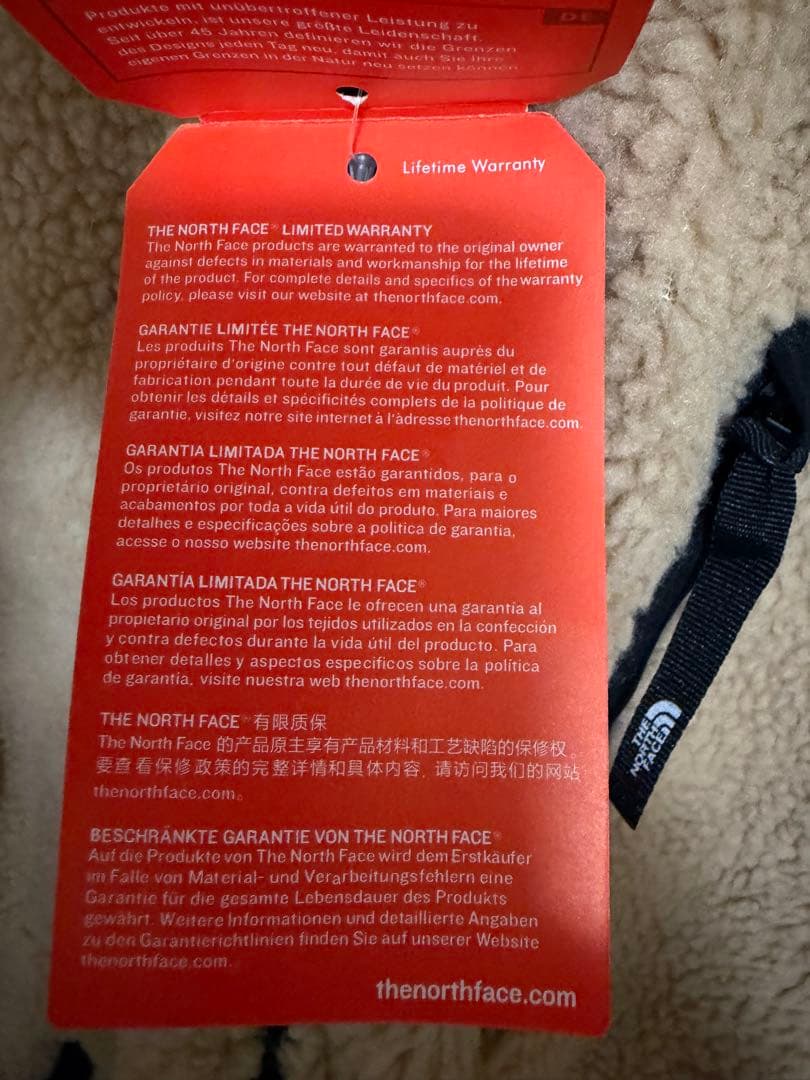 Produkte mit unübertroffener Leistung zu
entwickeln, ist unsere größte Leidenschaft.
Seit über 45 Jahren definieren wir die Grenzen
des Designs jeden Tag neu, damit auch Sie Ihre
eigenen Grenzen in der Natur neu setzen können.
DE
Lifetime Warranty
THE NORTH FACE® LIMITED WARRANTY
The North Face products are warranted to the original owner
against defects in materials and workmanship for the lifetime
of the product. For complete details and specifics of the warranty
policy, please visit our website at thenorthface.com.
GARANTIE LIMITÉE THE NORTH FACE®
Les produits The North Face sont garantis auprès du
propriétaire d'origine contre tout défaut de matériel et de
fabrication pendant toute la durée de vie du produit. Pour
obtenir les détails et spécificités complets de la politique de
garantie, visitez notre site internet à l'àdresse thenorthface.com.
GARANTIA LIMITADA THE NORTH FACE®
Os produtos The North Face estão garantidos, para o
proprietário original, contra defeitos em materiais e
acabamentos por toda a vida útil do produto. Para maiores
detalhes e especificações sobre a politica de garantia,
acesse o nosso website thenorthface.com.
GARANTÍA LIMITADA THE NORTH FACE®
Los productos The North Face le ofrecen una garantía al
propietario original por los tejidos utilizados en la confección
y contra defectos durante la vida útil del producto. Para
obtener detalles y aspectos especificos sobre la política
de garantía, visite nuestra web thenorthface.com.
THE NORTH FACE® 有限质保
The North Face 的产品原主享有产品材料和工艺缺陷的保修权。
要查看保修政策的完整详情和具体内容, 请访问我们的网站
thenorthface.com。
BESCHRÄNKTE GARANTIE VON THE NORTH FACE®
Auf die Produkte von The North Face wird dem Erstkäufer
im Falle von Material- und Verarbeitungsfehlern eine
Garantie für die gesamte Lebensdauer des Produkts
gewährt. Weitere Informationen und detaillierte Angaben
zu den Garantierichtlinien finden Sie auf unserer Website
thenorthface.com.
thenorthface.com
THE
NORTH
FACE